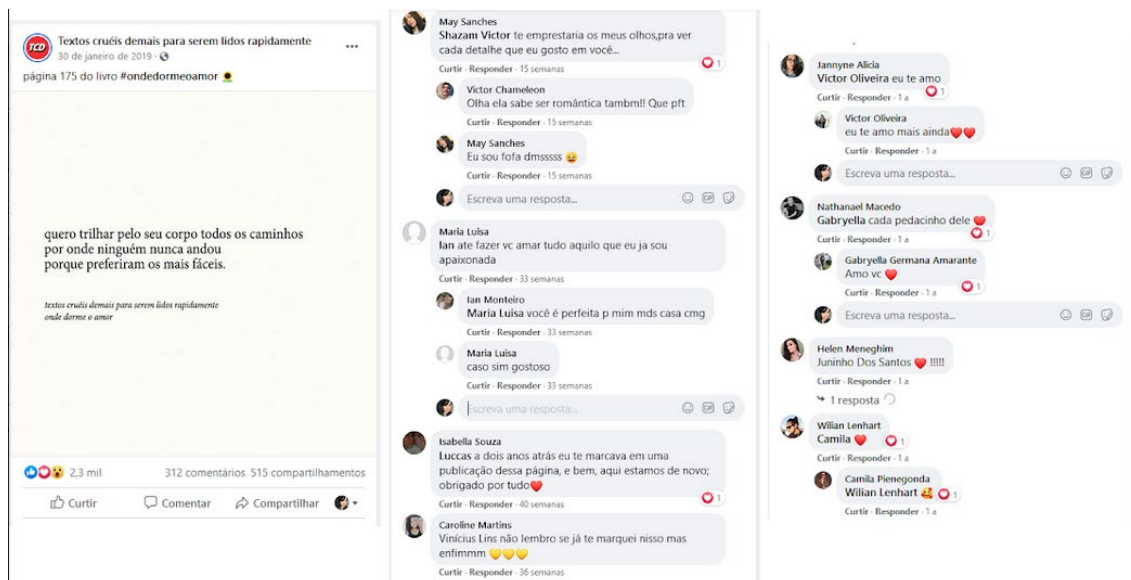 TCD
Textos cruéis demais para serem lidos rapidamente
30 de janeiro de 2019 ·
página 175 do livro #ondedormeoamor 🌻
quero trilhar pelo seu corpo todos os caminhos
por onde ninguém nunca andou
porque preferiram os mais fáceis.
textos cruéis demais para serem lidos rapidamente
onde dorme o amor
2,3 mil
312 comentários 515 compartilhamentos
Curtir Comentar Compartilhar
May Sanches
Shazam Victor te emprestaria os meus olhos,pra ver
cada detalhe que eu gosto em você...
1
Curtir · Responder · 15 semanas
Victor Chameleon
Olha ela sabe ser romântica tambm!! Que pft
Curtir · Responder · 15 semanas
May Sanches
Eu sou fofa dmsssss 😆
Curtir · Responder · 15 semanas
Escreva uma resposta...
GIF
Maria Luisa
Ian ate fazer vc amar tudo aquilo que eu ja sou
apaixonada
Curtir · Responder · 33 semanas
Ian Monteiro
Maria Luisa você é perfeita p mim mds casa cmg
Curtir · Responder · 33 semanas
Maria Luisa
caso sim gostoso
Curtir · Responder · 33 semanas
Escreva uma resposta...
GIF
Isabella Souza
Luccas a dois anos atrás eu te marcava em uma
publicação dessa página, e bem, aqui estamos de novo;
obrigado por tudo❤️
1
Curtir · Responder · 40 semanas
Caroline Martins
Vinícius Lins não lembro se já te marquei nisso mas
enfimmm 💛💛💛
Curtir · Responder · 36 semanas
Jannyne Alicia
Victor Oliveira eu te amo
1
Curtir · Responder · 1 a
Victor Oliveira
eu te amo mais ainda❤️❤️
Curtir · Responder · 1 a
Escreva uma resposta...
GIF
Nathanael Macedo
Gabryella cada pedacinho dele ❤️
1
Curtir · Responder · 1 a
Gabryella Germana Amarante
Amo vc ❤️
1
Curtir · Responder · 1 a
Escreva uma resposta...
GIF
Helen Meneghim
Juninho Dos Santos ❤️ !!!!!
Curtir · Responder · 1 a
1 resposta
Wilian Lenhart
Camila ❤️
1
Curtir · Responder · 1 a
Camila Pienegonda
Wilian Lenhart 🥰
1
Curtir · Responder · 1 a